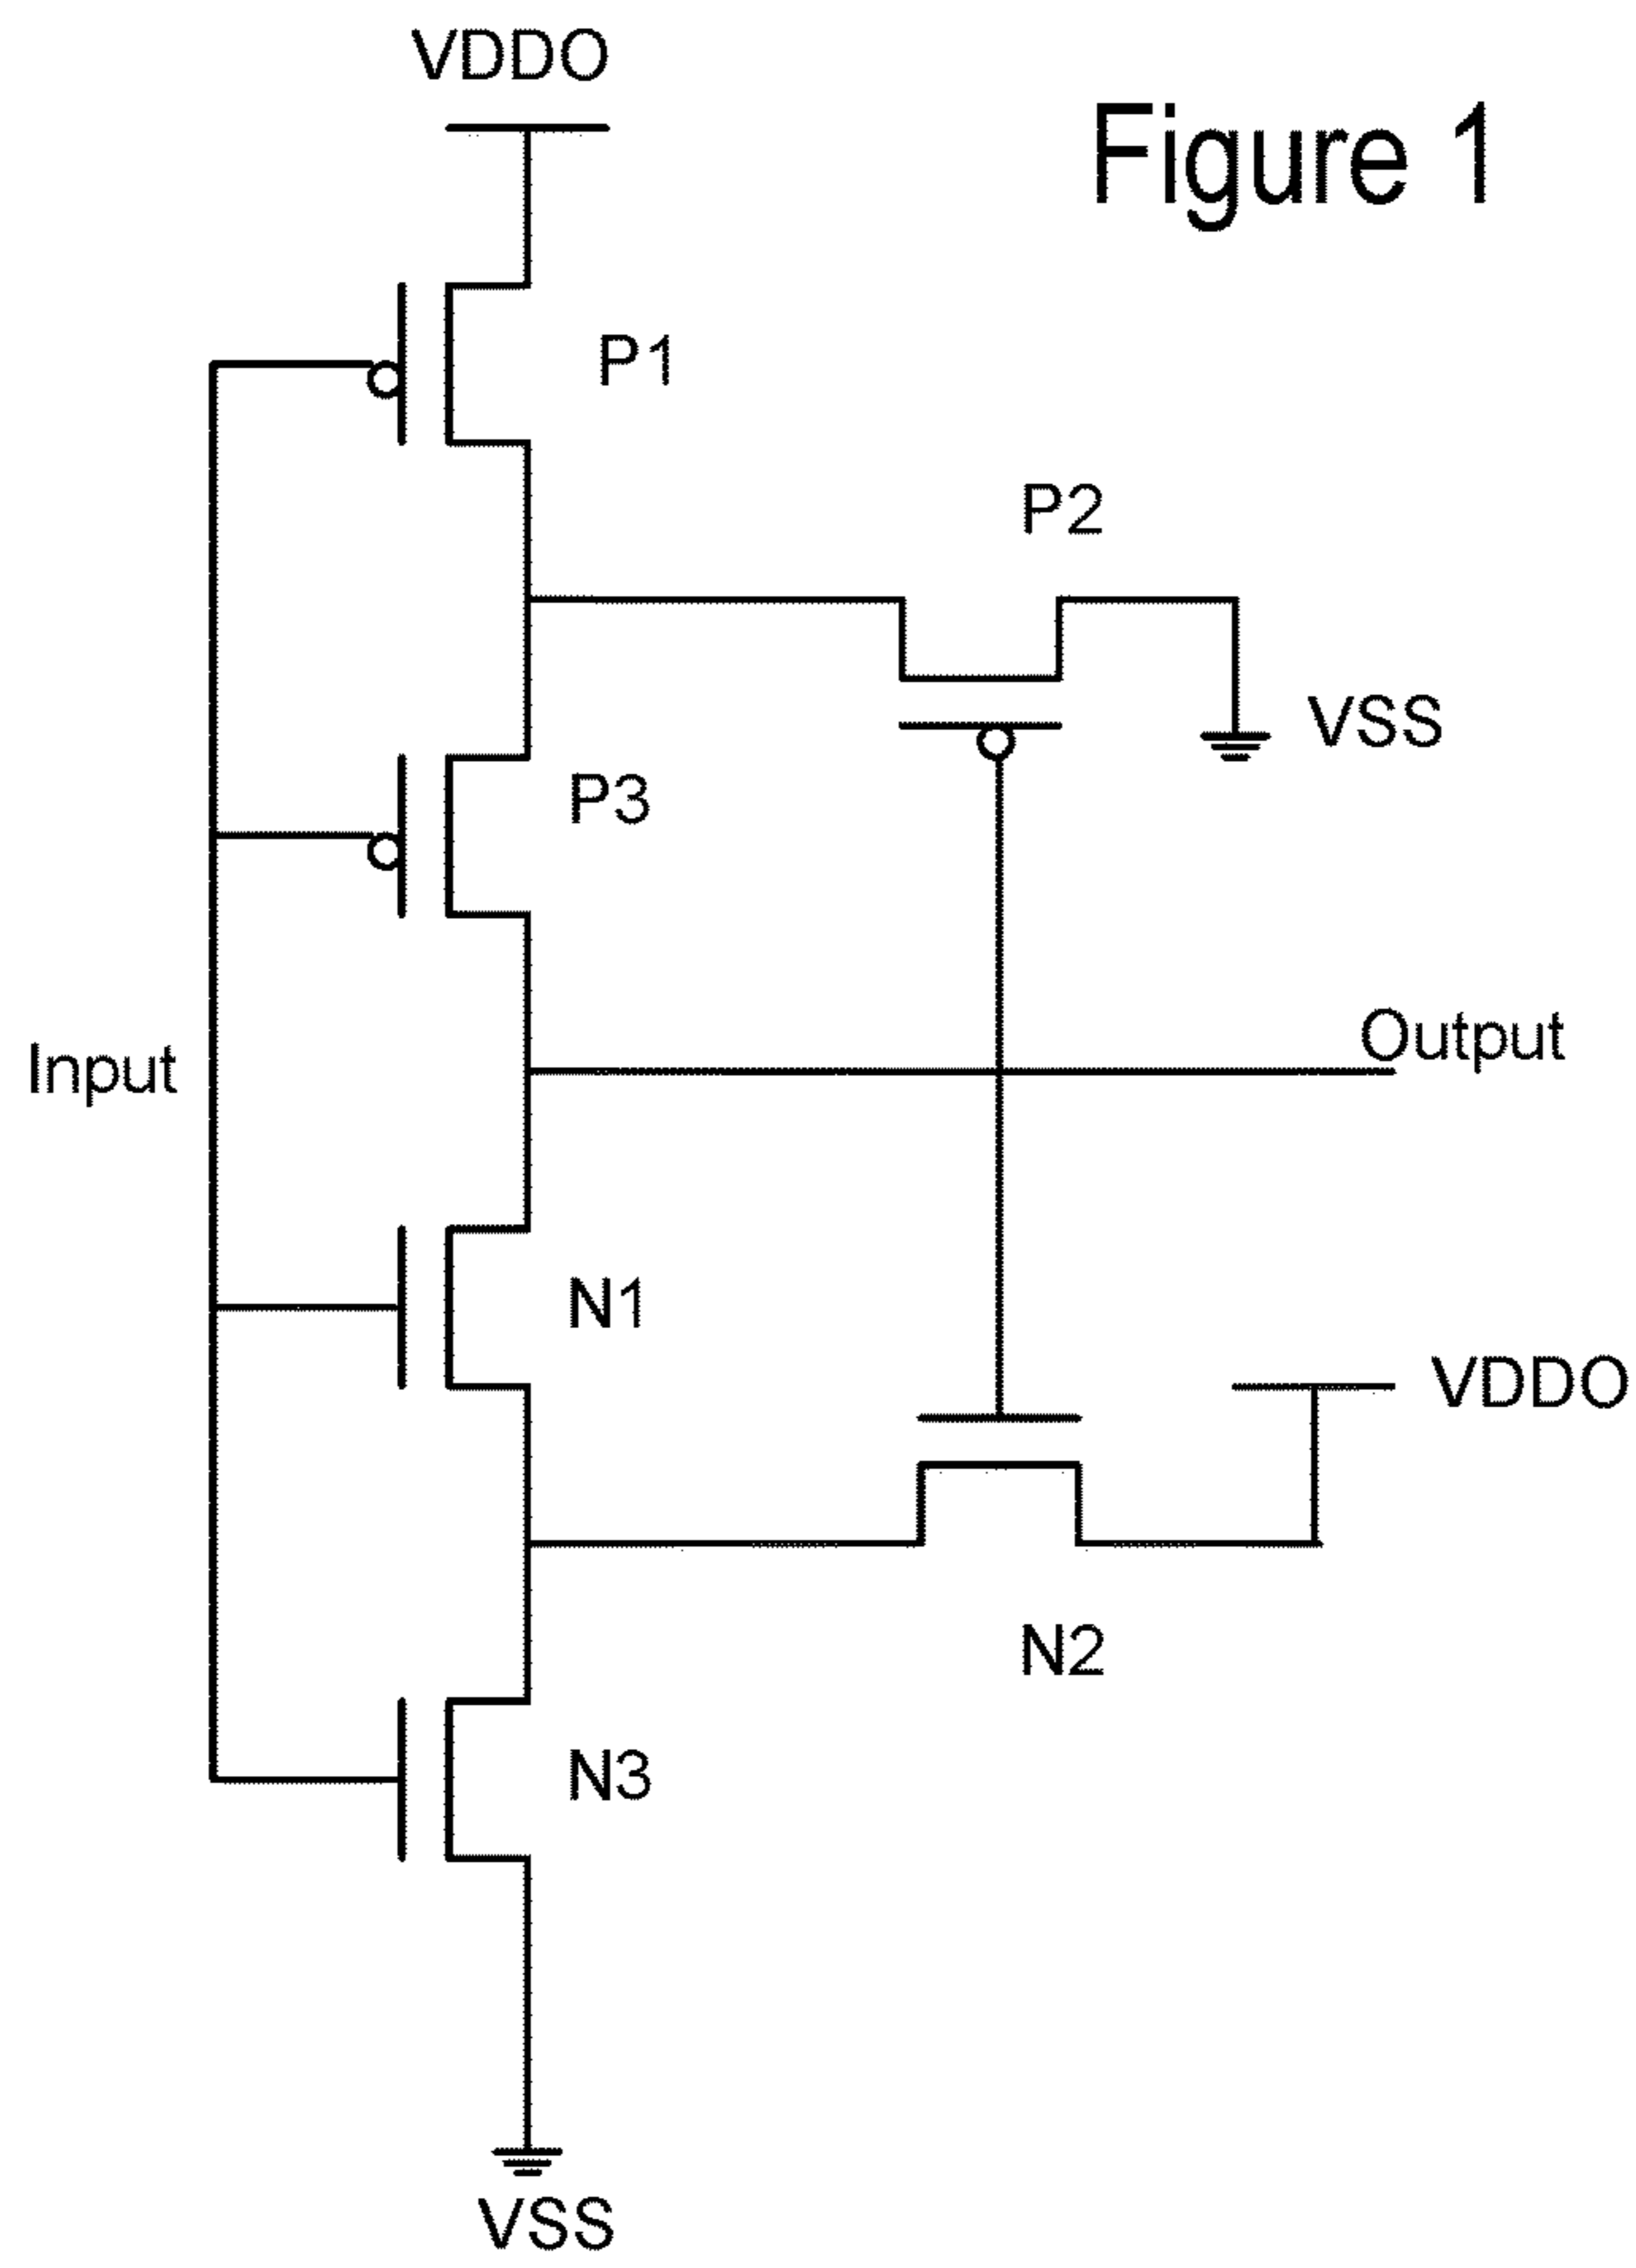 VDDO
Figure 1
P1
P2
VSS
P3
Output
Input
N1
VDDO
N2
N3
VSS